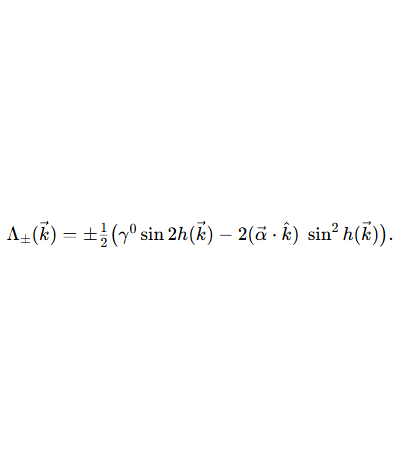 Λ±(k⃗) = ±½(γ⁰ sin 2h(k⃗) − 2(α⃗ · k̂) sin² h(k⃗)).